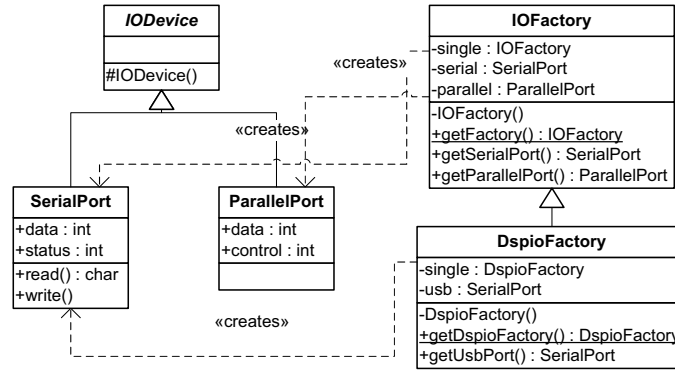 IODevice
#IODevice()
IOFactory
-single : IOFactory
-serial : SerialPort
-parallel : ParallelPort
-IOFactory()
+getFactory() : IOFactory
+getSerialPort() : SerialPort
+getParallelPort() : ParallelPort
«creates»
«creates»
SerialPort
+data : int
+status : int
+read() : char
+write()
ParallelPort
+data : int
+control : int
DspioFactory
-single : DspioFactory
-usb : SerialPort
-DspioFactory()
+getDspioFactory() : DspioFactory
+getUsbPort() : SerialPort
«creates»